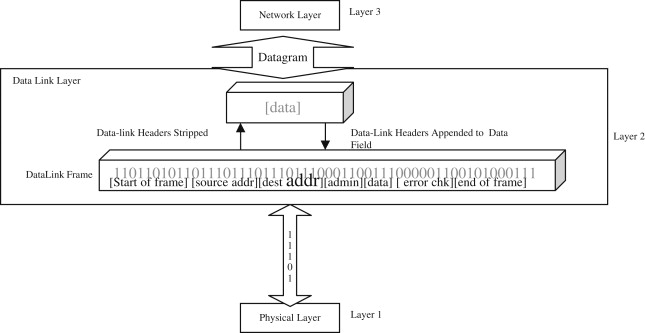 Network Layer
Layer 3
Datagram
Data Link Layer
[data]
Data-link Headers Stripped
Data-Link Headers Appended to Data
Field
Layer 2
DataLink Frame
[Start of frame] [source addr][dest addr][admin][data] [ error chk][end of frame]
1
1
1
1
0
1
Physical Layer
Layer 1